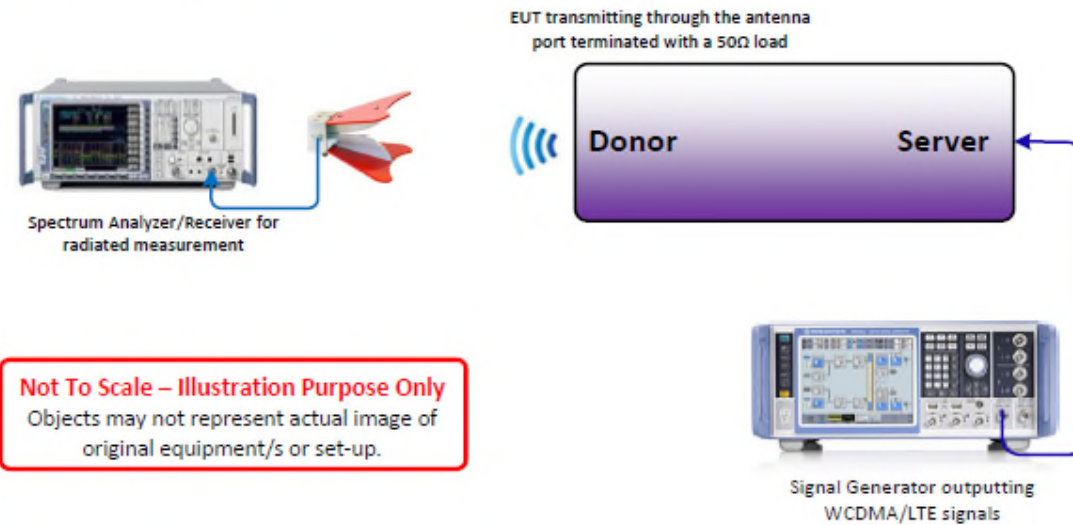 EUT transmitting through the antenna
port terminated with a 50Ω load
Donor
Server
Spectrum Analyzer/Receiver for
radiated measurement
Not To Scale – Illustration Purpose Only
Objects may not represent actual image of
original equipment/s or set-up.
Signal Generator outputting
WCDMA/LTE signals